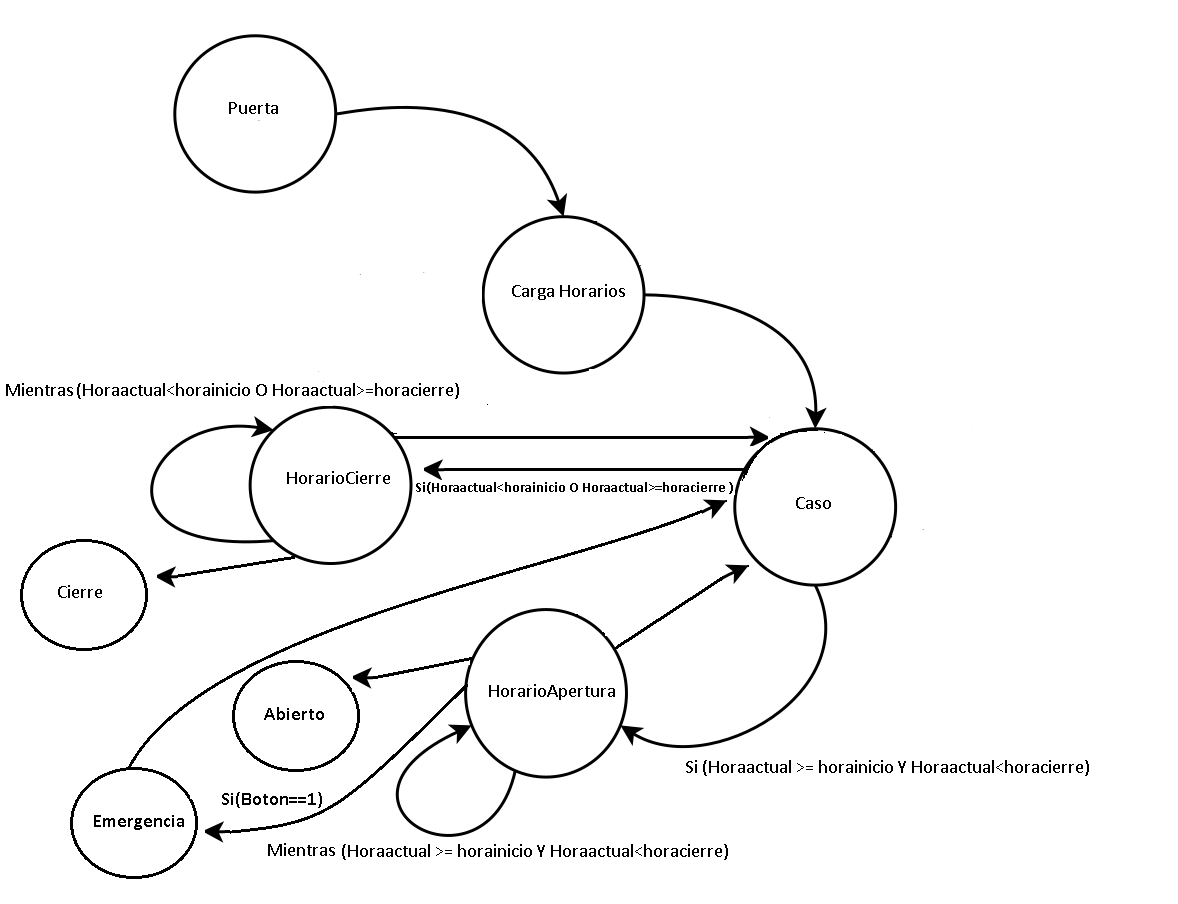 Puerta
Carga Horarios
Mientras (Horaactual<horainicio O Horaactual>=horacierre)
HorarioCierre
Si(Horaactual<horainicio O Horaactual>=horacierre )
Caso
Cierre
HorarioApertura
Abierto
Si (Horaactual >= horainicio Y Horaactual<horacierre)
Si(Boton==1)
Emergencia
Mientras (Horaactual >= horainicio Y Horaactual<horacierre)